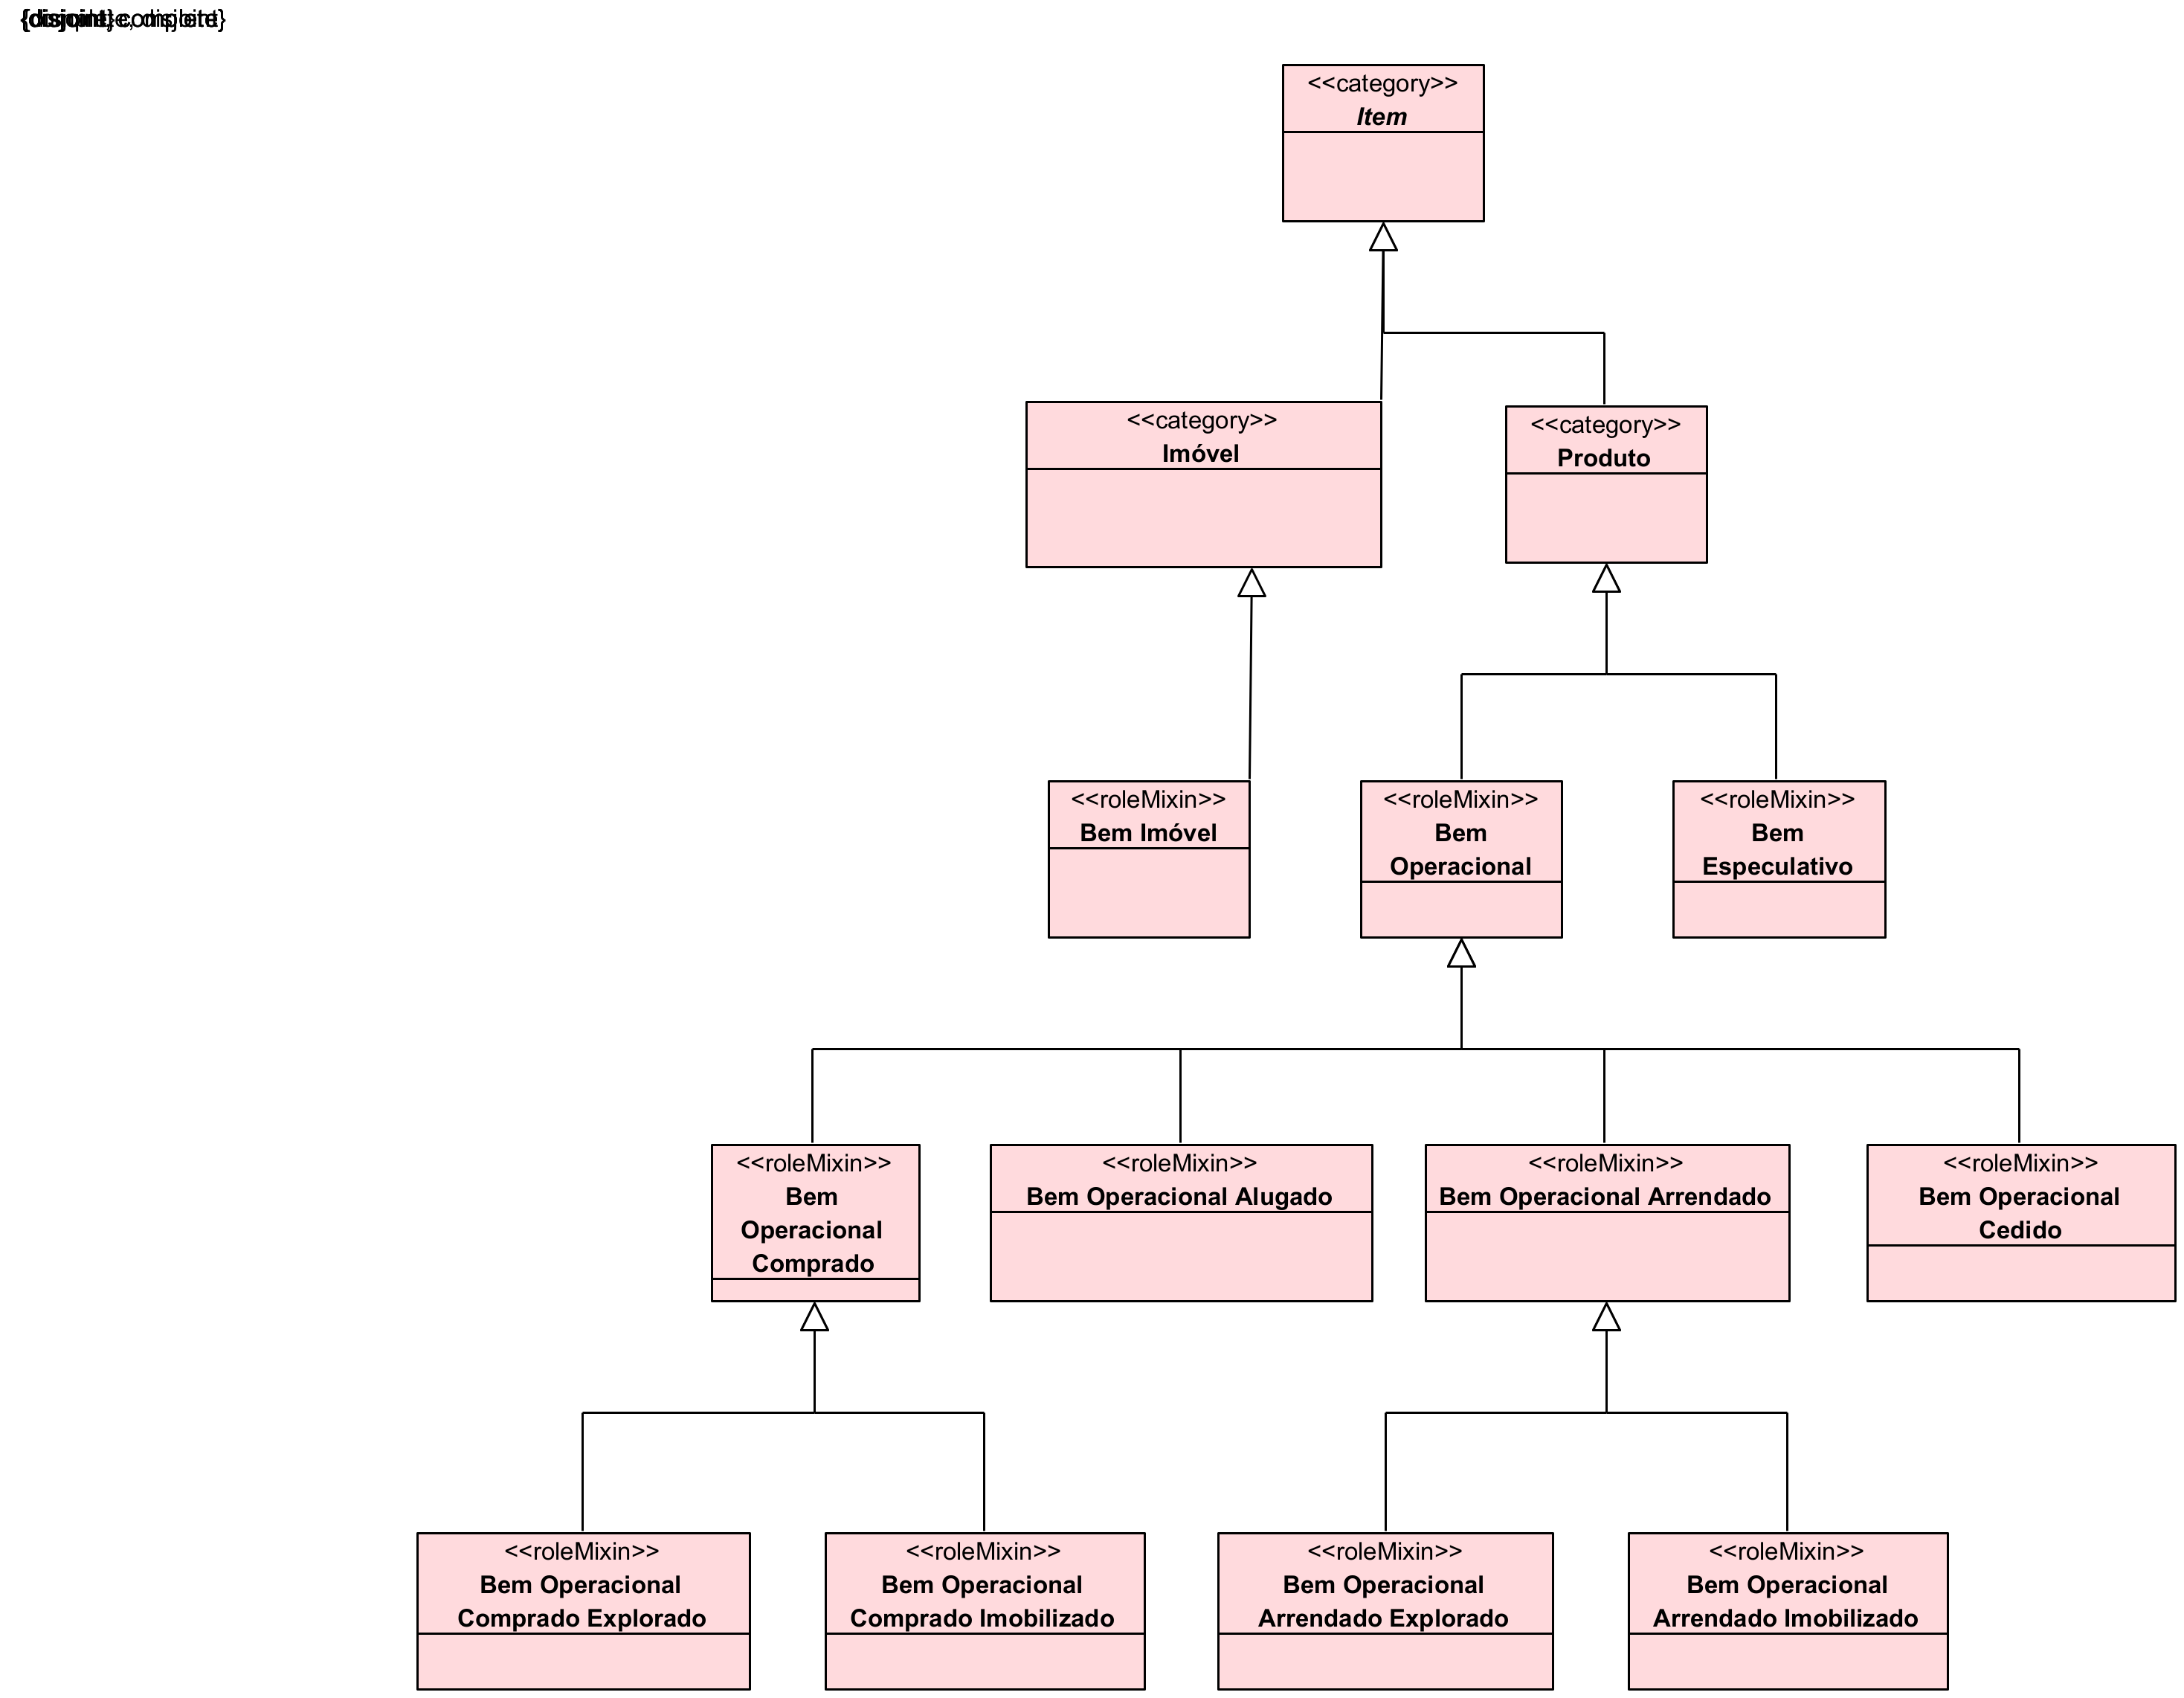 <<category>>
Item
<<category>>
Imóvel
<<category>>
Produto
<<roleMixin>>
Bem Imóvel
<<roleMixin>>
Bem
Operacional
<<roleMixin>>
Bem
Especulativo
<<roleMixin>>
Bem
Operacional
Comprado
<<roleMixin>>
Bem Operacional Alugado
<<roleMixin>>
Bem Operacional Arrendado
<<roleMixin>>
Bem Operacional
Cedido
<<roleMixin>>
Bem Operacional
Comprado Explorado
<<roleMixin>>
Bem Operacional
Comprado Imobilizado
<<roleMixin>>
Bem Operacional
Arrendado Explorado
<<roleMixin>>
Bem Operacional
Arrendado Imobilizado